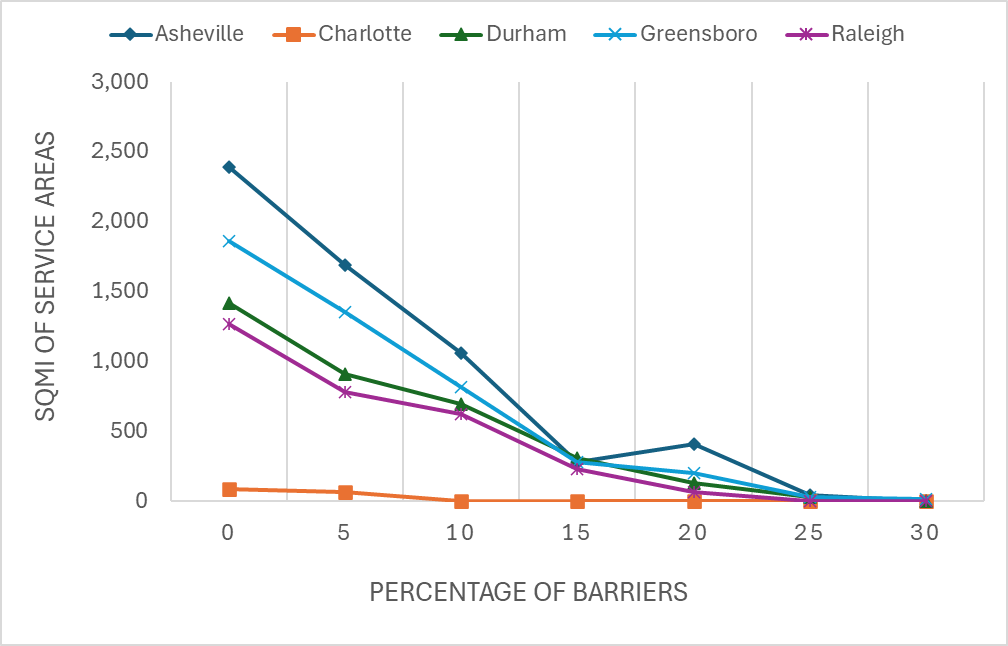 Asheville Charlotte Durham Greensboro Raleigh
3,000
2,500
2,000
1,500
1,000
500
0
SQMI OF SERVICE AREAS
0 5 10 15 20 25 30
PERCENTAGE OF BARRIERS